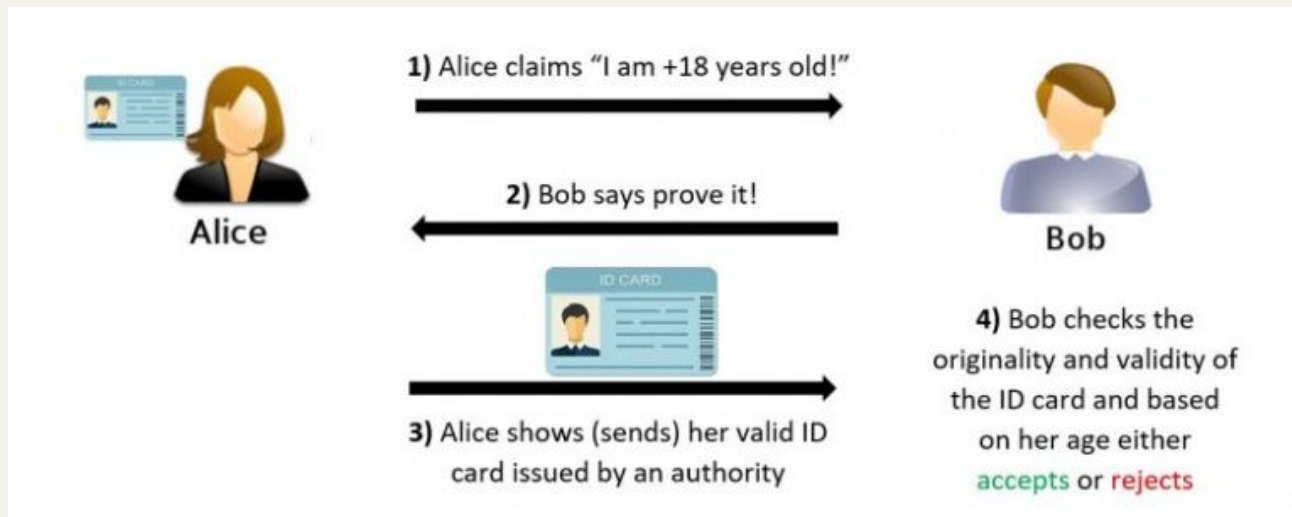 ID CARD
Alice
1) Alice claims “I am +18 years old!”
2) Bob says prove it!
ID CARD
3) Alice shows (sends) her valid ID
card issued by an authority
Bob
4) Bob checks the
originality and validity of
the ID card and based
on her age either
accepts or rejects